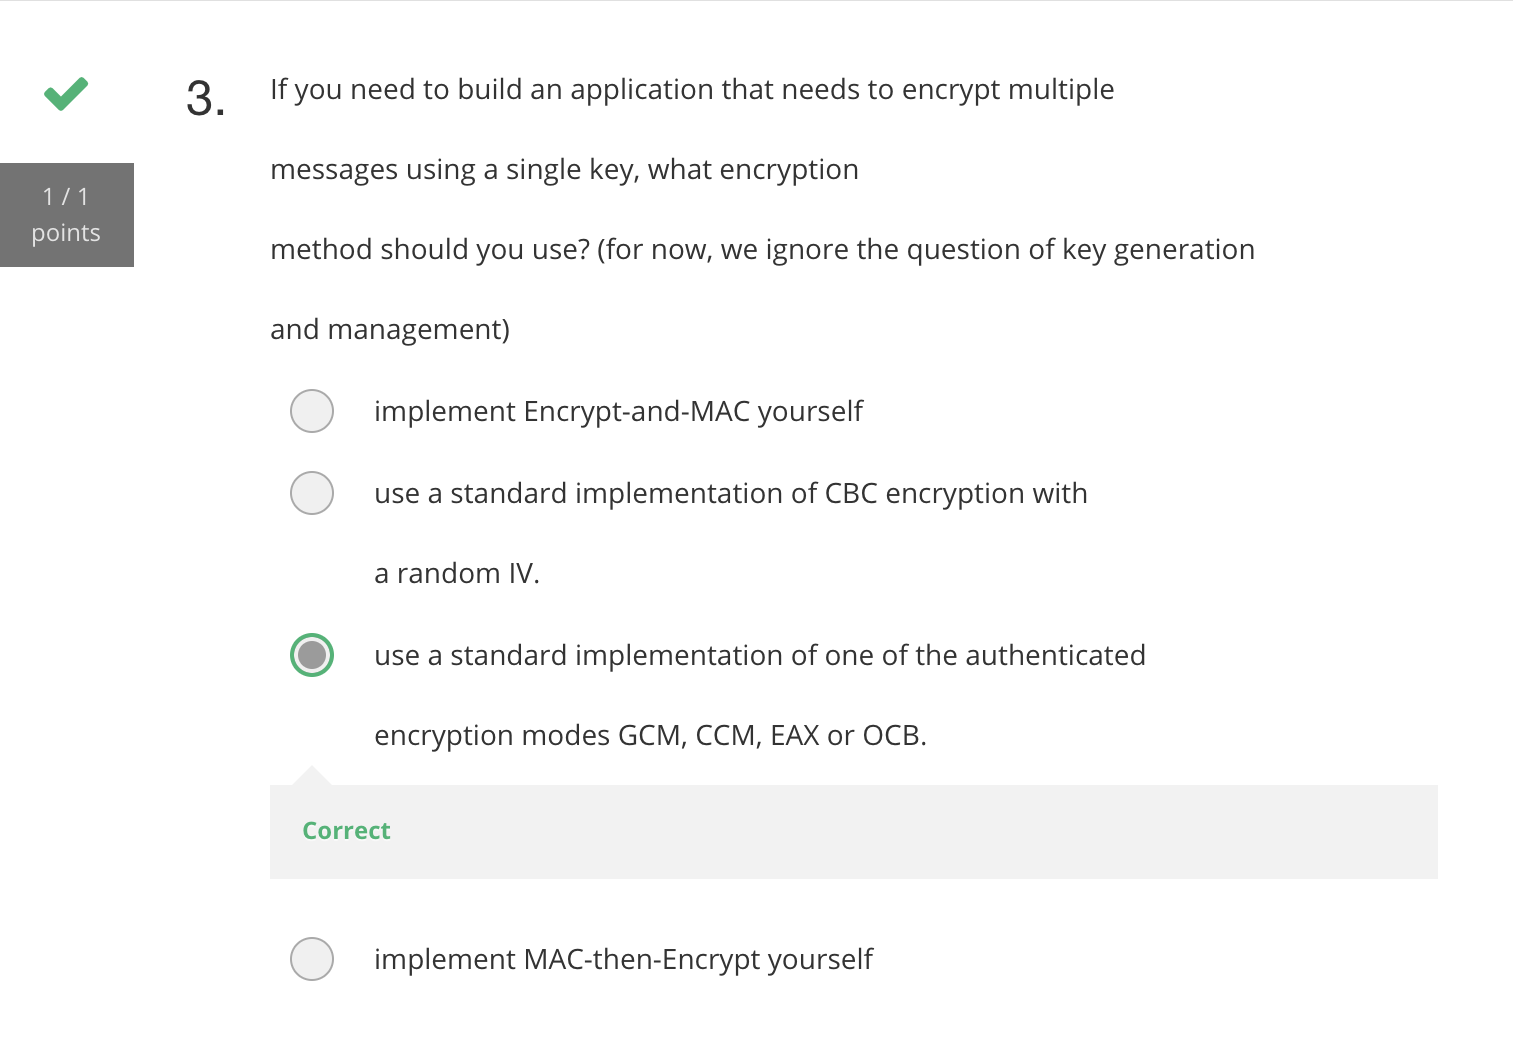 1 / 1
points
3.
If you need to build an application that needs to encrypt multiple
messages using a single key, what encryption
method should you use? (for now, we ignore the question of key generation
and management)
implement Encrypt-and-MAC yourself
use a standard implementation of CBC encryption with
a random IV.
use a standard implementation of one of the authenticated
encryption modes GCM, CCM, EAX or OCB.
Correct
implement MAC-then-Encrypt yourself